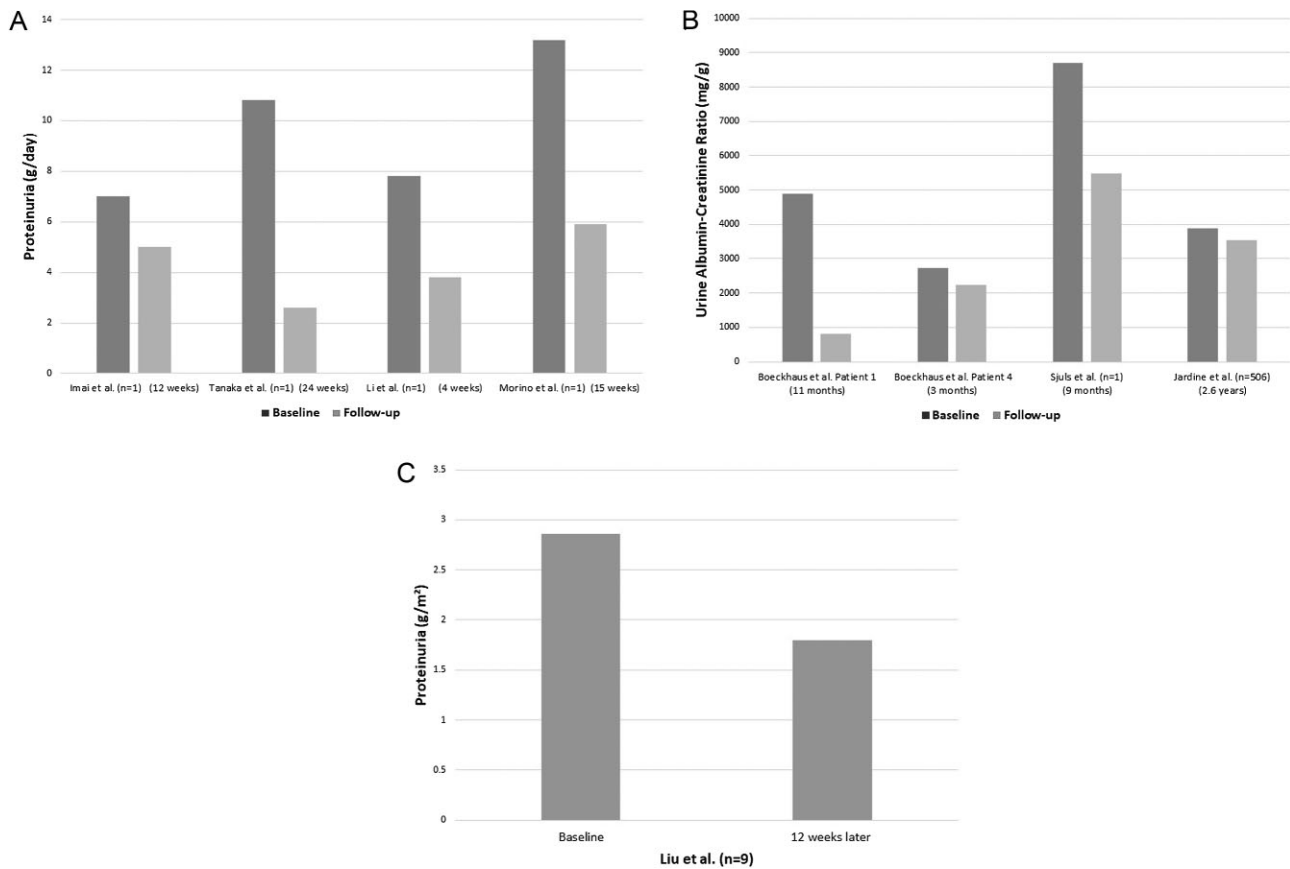 A
Proteinuria (g/day)
14
12
10
8
6
4
2
0
Imai et al. (n=1) (12 weeks) Tanaka et al. (n=1) (24 weeks) Li et al. (n=1) (4 weeks) Morino et al. (n=1) (15 weeks)
Baseline Follow-up
B
Urine Albumin-Creatinine Ratio (mg/g)
10000
9000
8000
7000
6000
5000
4000
3000
2000
1000
0
Boeckhaus et al. Patient 1 Boeckhaus et al. Patient 4 Sjuls et al. (n=1) Jardine et al. (n=506)
(11 months) (3 months) (9 months) (2.6 years)
Baseline Follow-up
C
Proteinuria (g/m²)
3.5
3
2.5
2
1.5
1
0.5
0
Baseline 12 weeks later
Liu et al. (n=9)